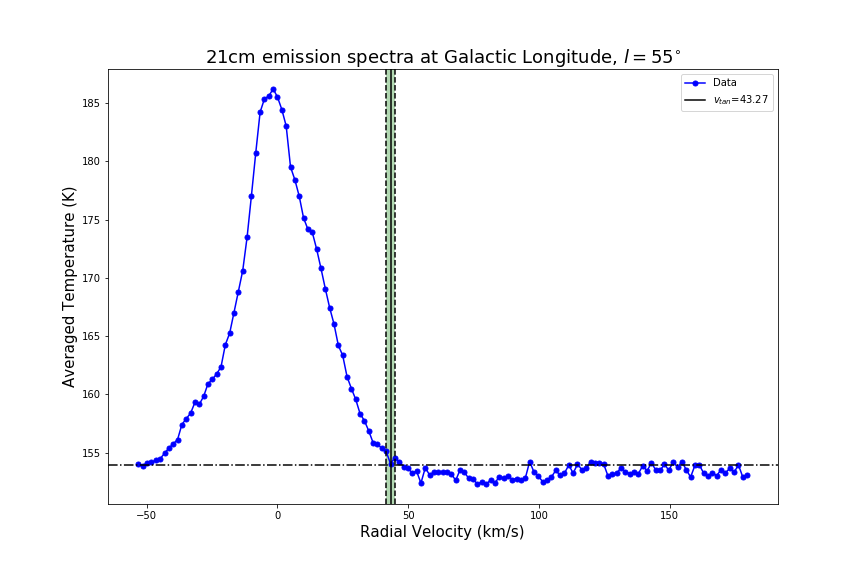 21cm emission spectra at Galactic Longitude, l = 55°
Data
v_tan=43.27
185
180
175
170
165
160
155
Averaged Temperature (K)
−50
0
50
100
150
Radial Velocity (km/s)